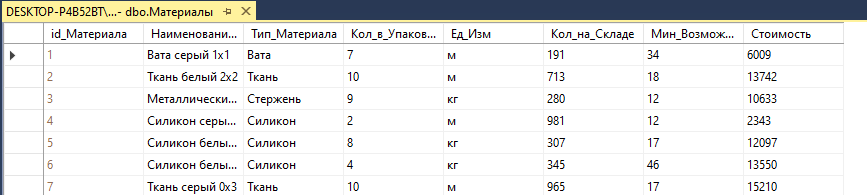 DESKTOP-P4B52BT\...- dbo.Материалы
id_Материала Наименовани... Тип_Материала Кол_в_Упаков... Ед_Изм Кол_на_Складе Мин_Возмож... Стоимость
1 Вата серый 1x1 Вата 7 м 191 34 6009
2 Ткань белый 2x2 Ткань 10 м 713 18 13742
3 Металлически... Стержень 9 кг 280 12 10633
4 Силикон серы... Силикон 2 м 981 12 2343
5 Силикон белы... Силикон 8 кг 307 17 12097
6 Силикон белы... Силикон 4 кг 345 46 13550
7 Ткань серый 0x3 Ткань 10 м 965 17 15210